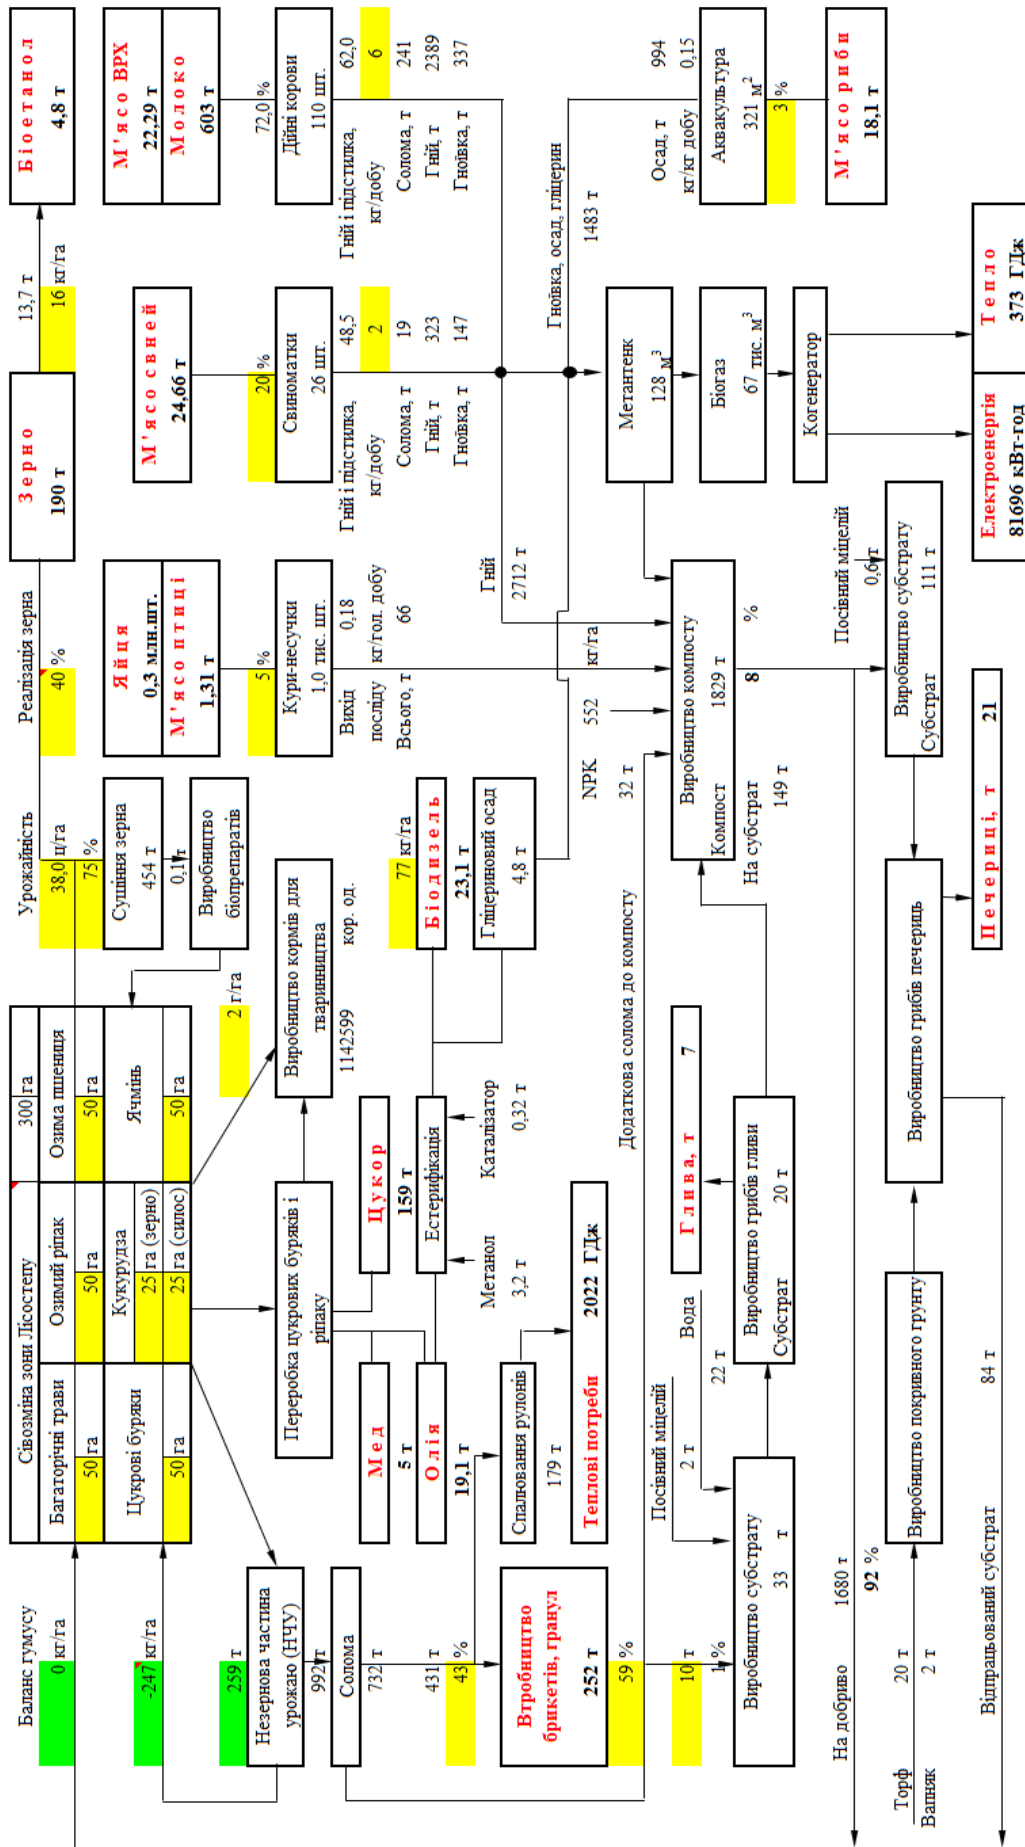 Баланс гумусу
0 кг/га
-247 кг/га
259 т
Сівозміна зони Лісостепу
300 га
Багаторічні трави
50 га
Озимий ріпак
50 га
Озима пшениця
50 га
Цукрові буряки
50 га
Кукурудза
25 га (зерно)
25 га (силос)
Ячмінь
50 га
Урожайність
38,0 ц/га
75 %
Реалізація зерна
40 %
Зерно
190 т
13,7 т
16 кг/га
Біоетанол
4,8 т
Сушіння зерна
454 т
0,1 т
Виробництво
біопрепаратів
2 г/га
Яйця
0,3 млн.шт.
М'ясо птиці
1,31 т
5 %
Кури-несучки
1,0 тис. шт.
Вихід
посліду
0,18
кг/гол. добу
Всього, т
66
М'ясо свней
24,66 т
20 %
Свиноматки
26 шт.
Гній і підстилка,
кг/добу
48,5
2
Солома, т
19
Гній, т
323
Гноївка, т
147
М'ясо ВРХ
22,29 т
Молоко
603 т
72,0 %
Дійні корови
110 шт.
Гній і підстилка,
кг/добу
62,0
6
Солома, т
241
Гній, т
2389
Гноївка, т
337
Незернова частина
урожаю (НЧУ)
992 т
Солома
732 т
431 т
43 %
Переробка цукрових буряків і
ріпаку
Виробництво кормів для
тваринництва
1142599
кор. од.
Мед
5 т
Олія
19,1 т
Цукор
159 т
Естерифікація
Метанол
3,2 т
Каталізатор
0,32 т
77 кг/га
Біодизель
23,1 т
Гліцериновий осад
4,8 т
Гній
2712 т
Гноївка, осад, гліцерин
1483 т
Осад, т
994
кг/кг добу
0,15
Аквакультура
321 м²
3 %
М'ясо риби
18,1 т
Втробництво
брикетів, гранул
252 т
59 %
10 т
1 %
Спалювання рулонів
179 т
Теплові потреби
2022 ГДж
Додаткова солома до компосту
32 т
NPK
552
кг/га
Метантенк
128 м³
Біогаз
67 тис. м³
Когенератор
Електроенергія
81696 кВт-год
Тепло
373 ГДж
Посівний міцелій
2 т
Вода
22 т
Виробництво субстрату
33 т
Глива, т
7
Виробництво грибів гливи
Субстрат
20 т
Виробництво компосту
Компост
1829 т
На субстрат
149 т
8
%
На добриво
1680 т
92 %
Посівний міцелій
0,6 т
Виробництво субстрату
Субстрат
111 т
Торф
20 т
Вапняк
2 т
Виробництво покривного грунту
Виробництво грибів печериць
Печериці, т
21
Відпрацьований субстрат
84 т